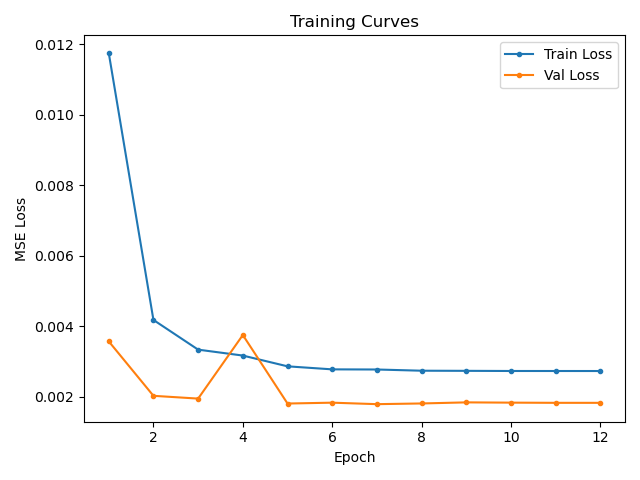 Training Curves
0.012
0.010
0.008
0.006
0.004
0.002
MSE Loss
Train Loss
Val Loss
2 4 6 8 10 12
Epoch